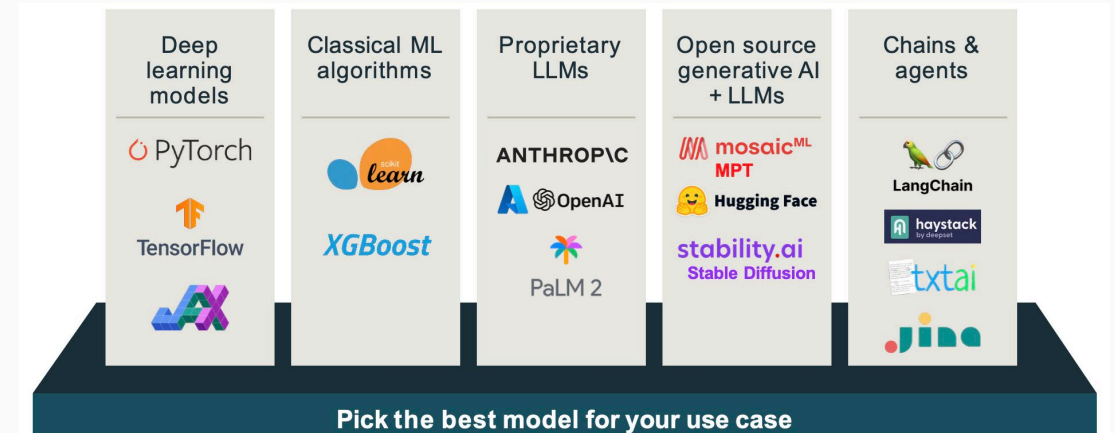 Deep
learning
models
PyTorch
TensorFlow
JAX
Classical ML
algorithms
scikit
learn
XGBoost
Proprietary
LLMs
ANTHROP\C
OpenAI
PaLM 2
Open source
generative AI
+ LLMs
mosaicML
MPT
Hugging Face
stability.ai
Stable Diffusion
Chains &
agents
LangChain
haystack
by deepset
txtai
Jina
Pick the best model for your use case